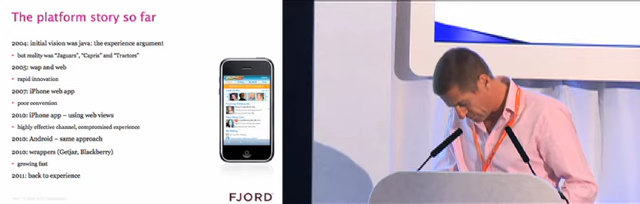 The platform story so far
2004: initial vision was java: the experience argument
• but reality was "Jaguars", "Capris" and "Tractors"
2005: wap and web
• rapid innovation
2007: iPhone web app
• poor conversion
2010: iPhone app – using web views
• highly effective channel, compromised experience
2010: Android – same approach
2010: wrappers (Getjar, Blackberry)
• growing fast
2011: back to experience
FJORD